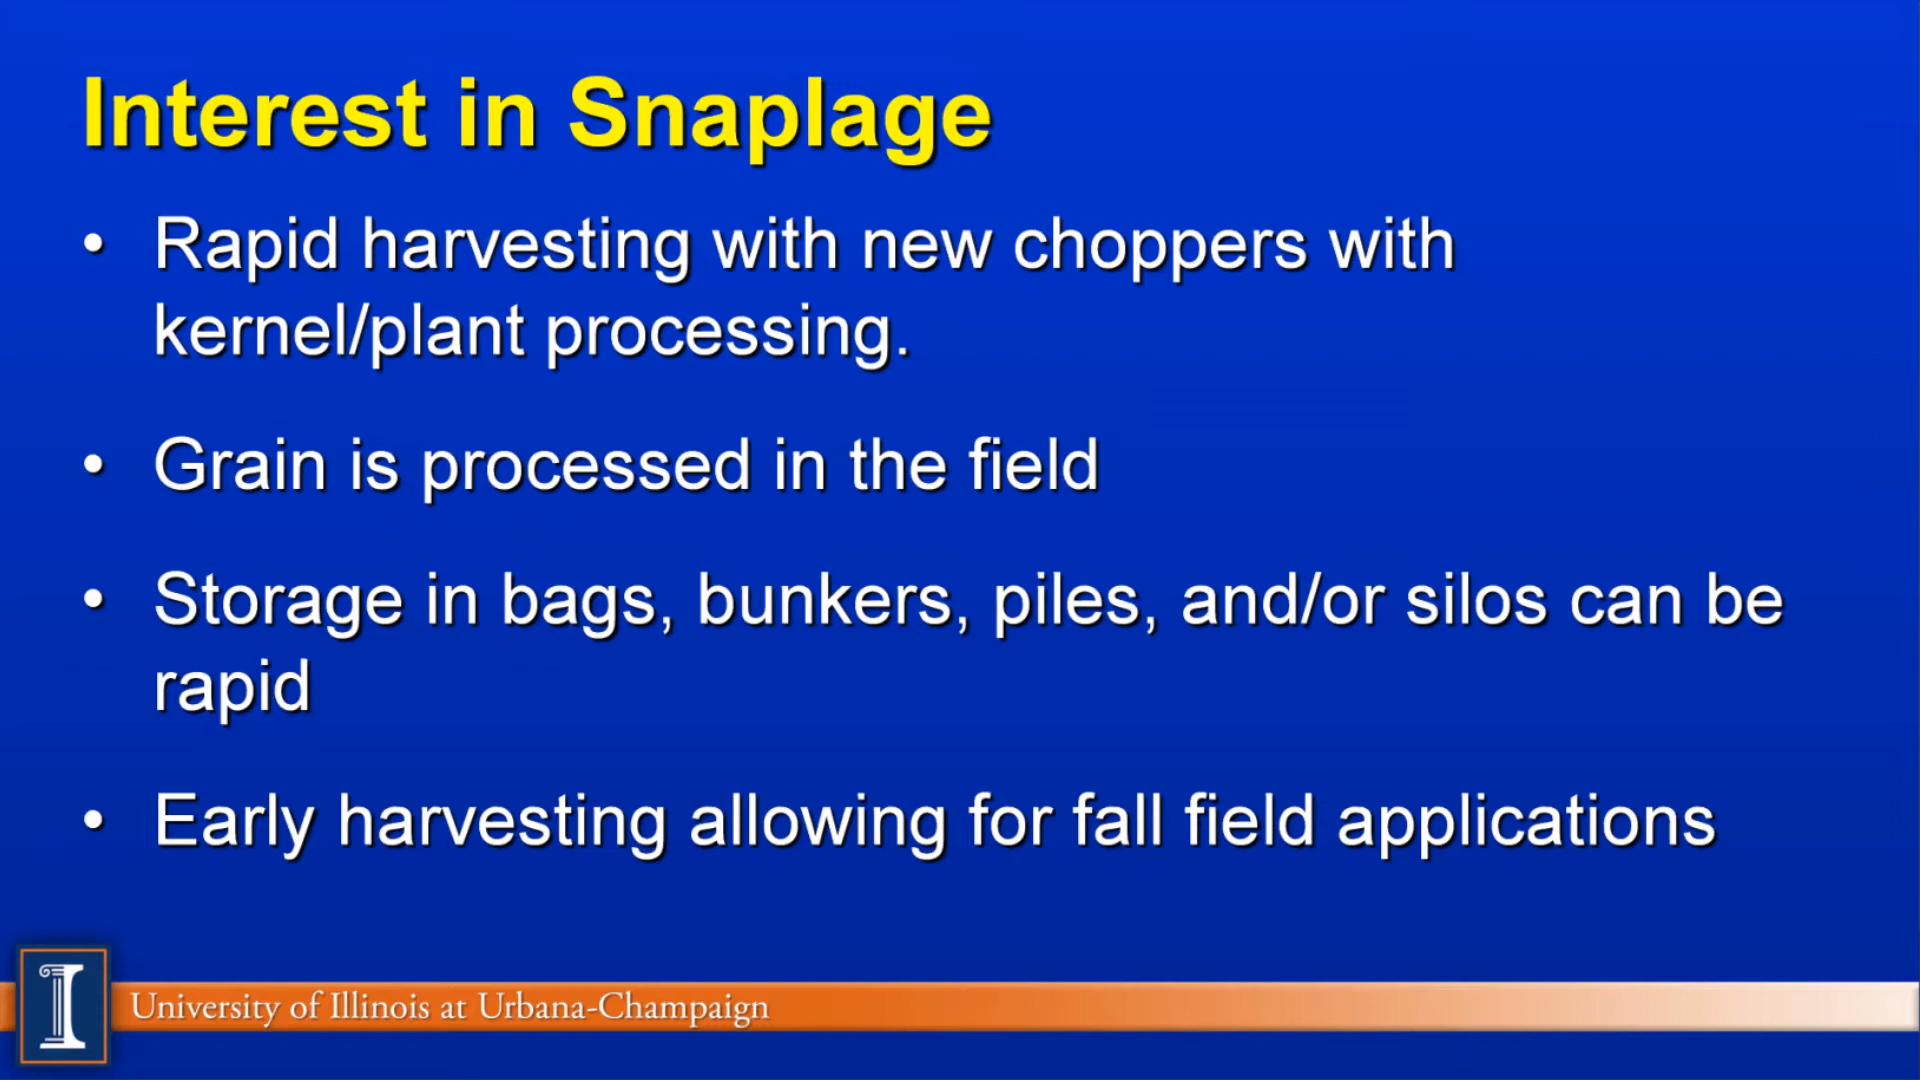 Interest in Snaplage
• Rapid harvesting with new choppers with
kernel/plant processing.
• Grain is processed in the field
• Storage in bags, bunkers, piles, and/or silos can be
rapid
• Early harvesting allowing for fall field applications
I
University of Illinois at Urbana-Champaign